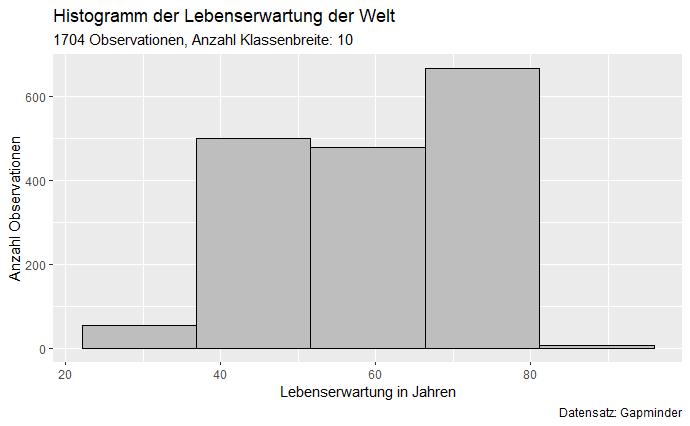 Histogramm der Lebenserwartung der Welt
1704 Observationen, Anzahl Klassenbreite: 10
Anzahl Observationen
600
400
200
0
20 40 60 80
Lebenserwartung in Jahren
Datensatz: Gapminder